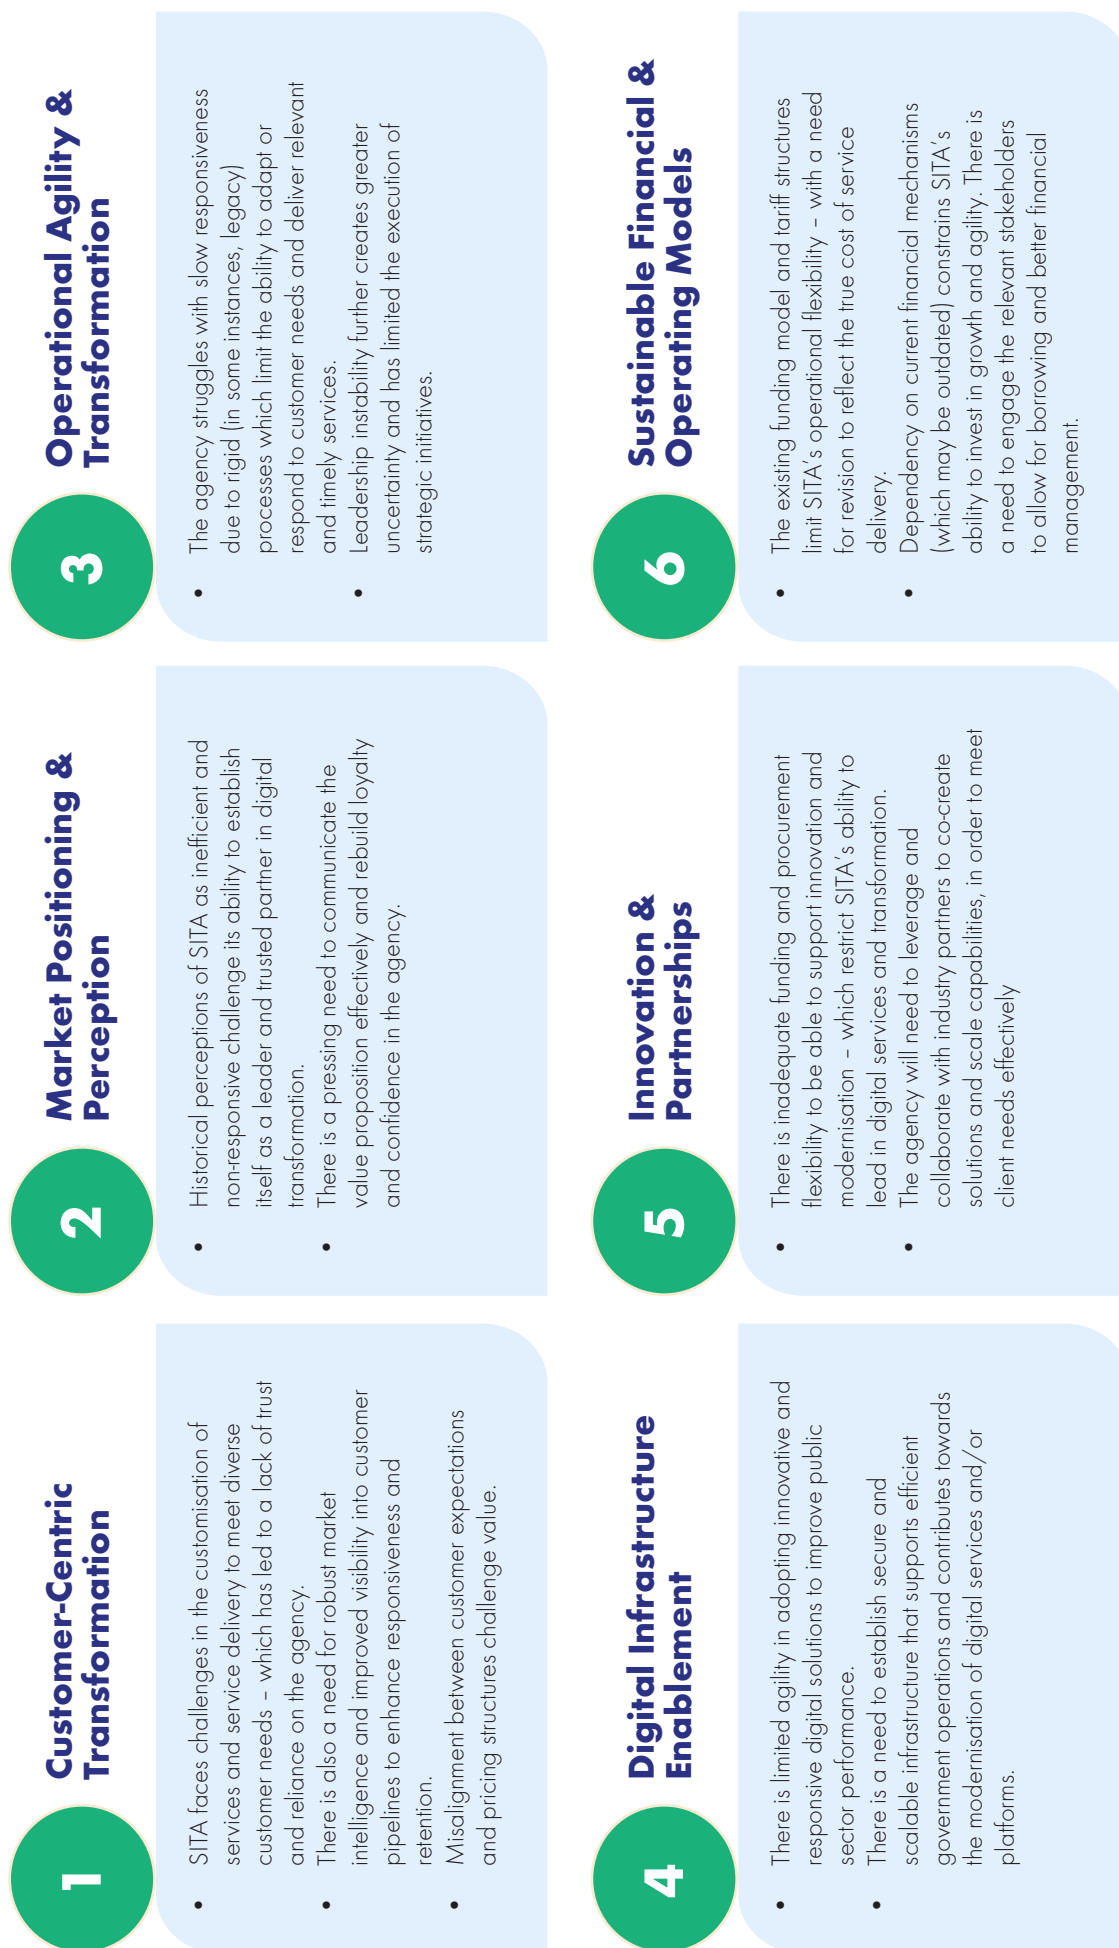 1
Customer-Centric
Transformation
• SITA faces challenges in the customisation of
services and service delivery to meet diverse
customer needs – which has led to a lack of trust
and reliance on the agency.
• There is also a need for robust market
intelligence and improved visibility into customer
pipelines to enhance responsiveness and
retention.
• Misalignment between customer expectations
and pricing structures challenge value.
2
Market Positioning &
Perception
• Historical perceptions of SITA as inefficient and
non-responsive challenge its ability to establish
itself as a leader and trusted partner in digital
transformation.
• There is a pressing need to communicate the
value proposition effectively and rebuild loyalty
and confidence in the agency.
3
Operational Agility &
Transformation
• The agency struggles with slow responsiveness
due to rigid (in some instances, legacy)
processes which limit the ability to adapt or
respond to customer needs and deliver relevant
and timely services.
• Leadership instability further creates greater
uncertainty and has limited the execution of
strategic initiatives.
4
Digital Infrastructure
Enablement
• There is limited agility in adopting innovative and
responsive digital solutions to improve public
sector performance.
• There is a need to establish secure and
scalable infrastructure that supports efficient
government operations and contributes towards
the modernisation of digital services and/or
platforms.
5
Innovation &
Partnerships
• There is inadequate funding and procurement
flexibility to be able to support innovation and
modernisation – which restrict SITA’s ability to
lead in digital services and transformation.
• The agency will need to leverage and
collaborate with industry partners to co-create
solutions and scale capabilities, in order to meet
client needs effectively
6
Sustainable Financial &
Operating Models
• The existing funding model and tariff structures
limit SITA’s operational flexibility – with a need
for revision to reflect the true cost of service
delivery.
• Dependency on current financial mechanisms
(which may be outdated) constrains SITA’s
ability to invest in growth and agility. There is
a need to engage the relevant stakeholders
to allow for borrowing and better financial
management.